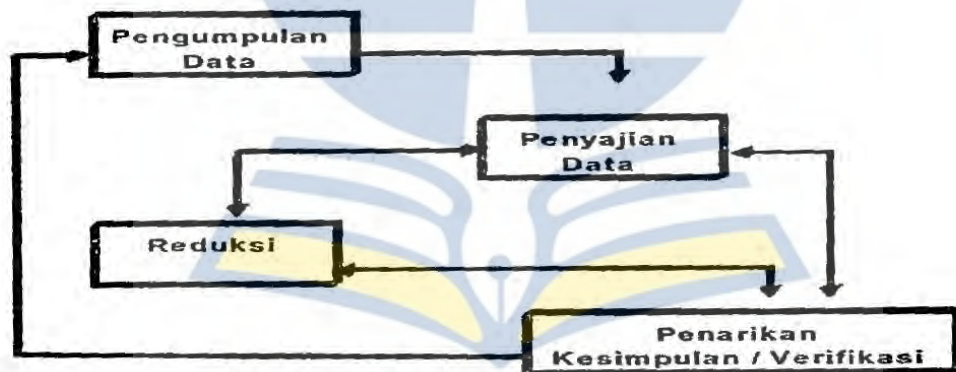 Pengumpulan
Data
Penyajian
Data
Reduksi
Penarikan
Kesimpulan / Verifikasi